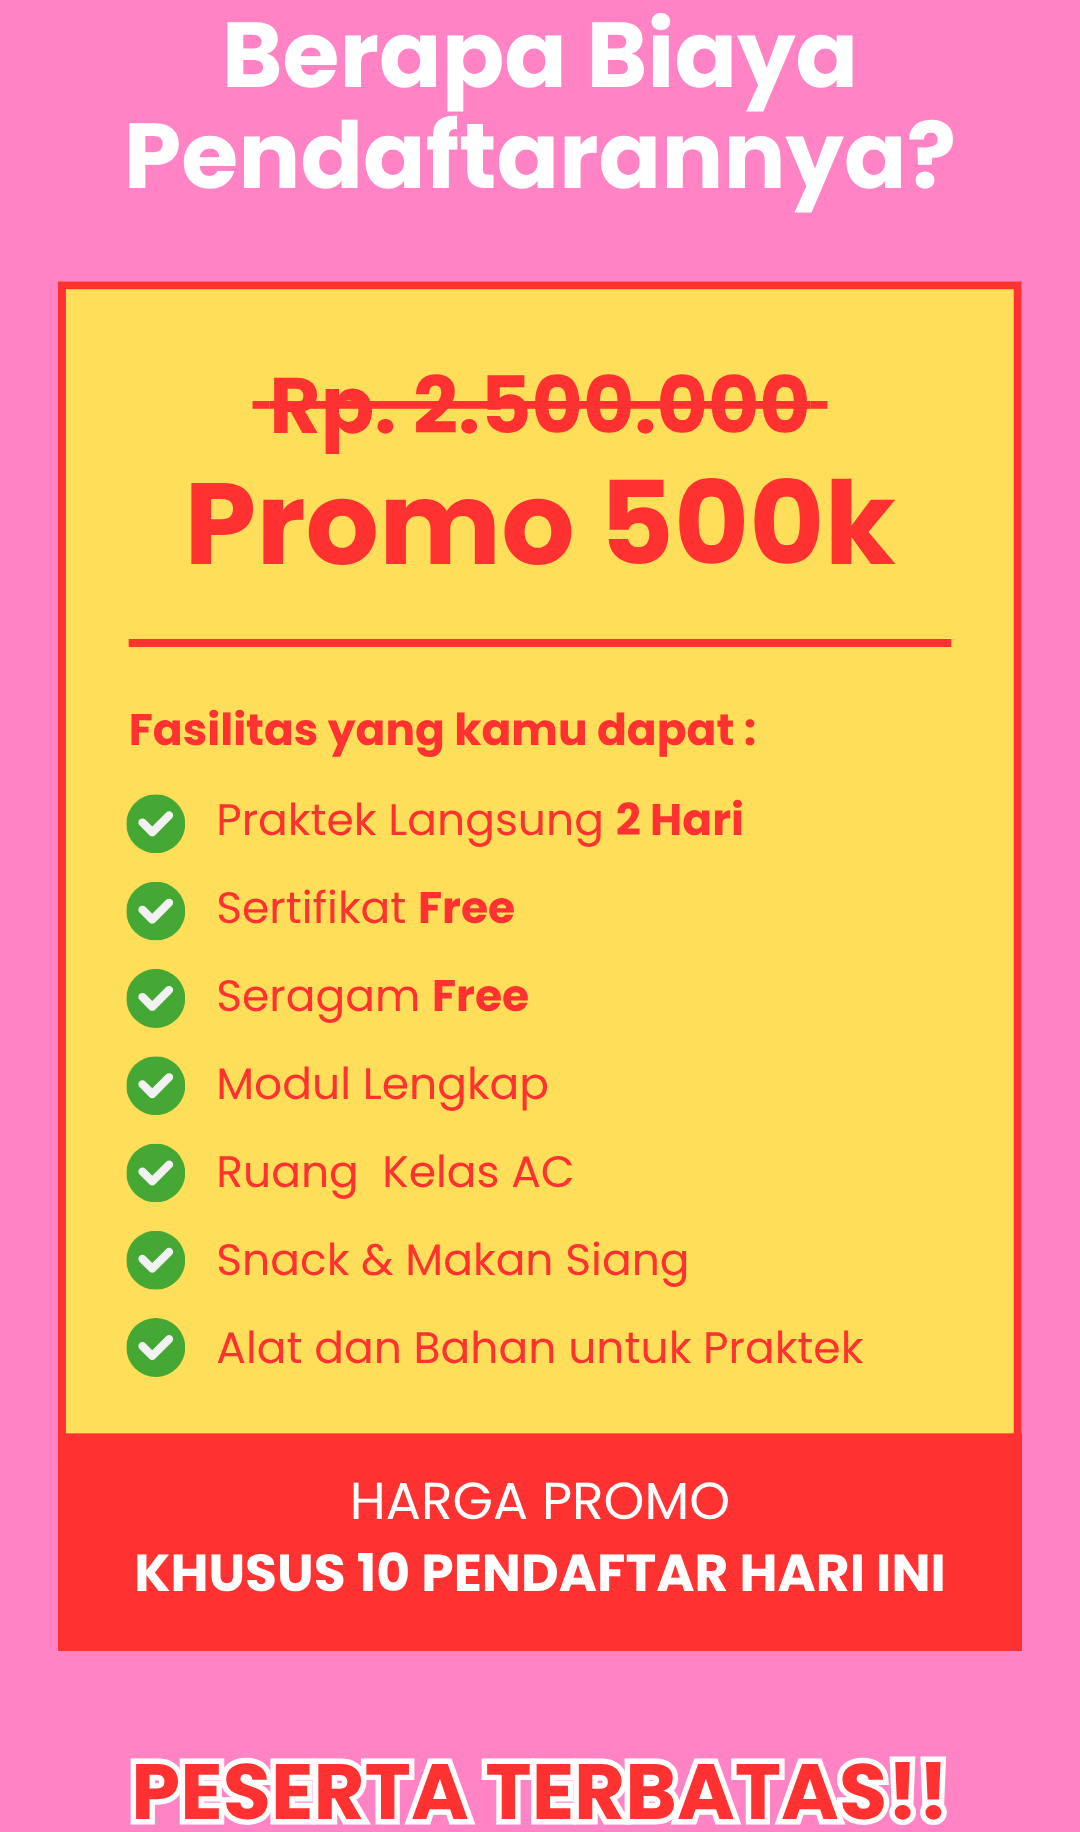 Berapa Biaya
Pendaftarannya?
Rp. 2.500.000
Promo 500k
Fasilitas yang kamu dapat :
Praktek Langsung 2 Hari
Sertifikat Free
Seragam Free
Modul Lengkap
Ruang  Kelas AC
Snack & Makan Siang
Alat dan Bahan untuk Praktek
HARGA PROMO
KHUSUS 10 PENDAFTAR HARI INI
PESERTA TERBATAS!!